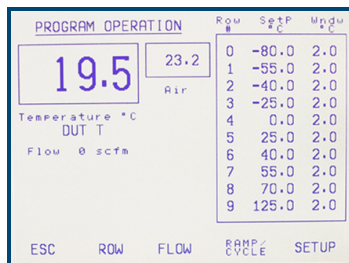 PROGRAM OPERATION
19.5
23.2
Air
Temperature °C
DUT T
Flow 0 scfm
Row SetP Wndw
# °C °C
0 -80.0 2.0
1 -55.0 2.0
2 -40.0 2.0
3 -25.0 2.0
4 0.0 2.0
5 25.0 2.0
6 40.0 2.0
7 55.0 2.0
8 70.0 2.0
9 125.0 2.0
ESC ROW FLOW RAMP/ SETUP
CYCLE